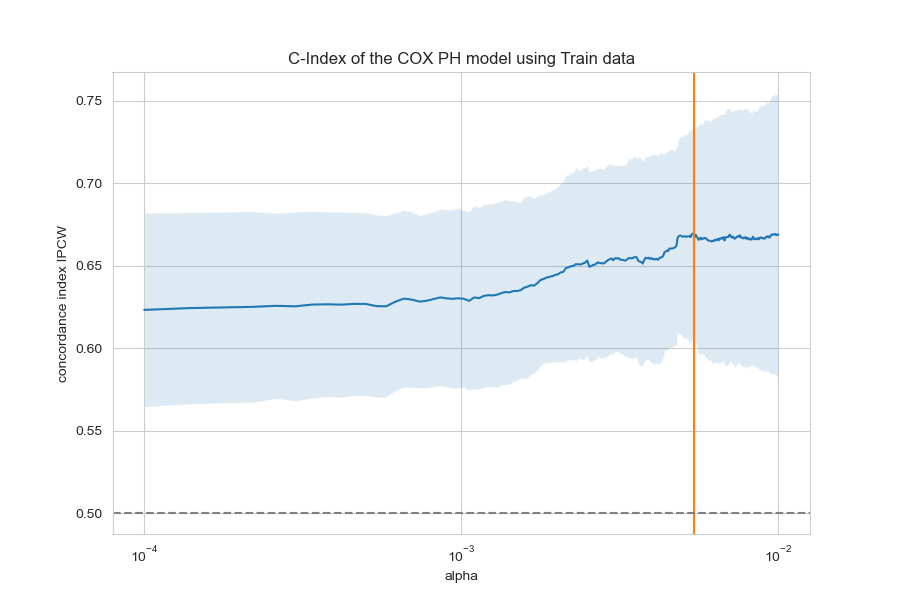 C-Index of the COX PH model using Train data
concordance index IPCW
0.75
0.70
0.65
0.60
0.55
0.50
10⁻⁴ 10⁻³ 10⁻²
alpha